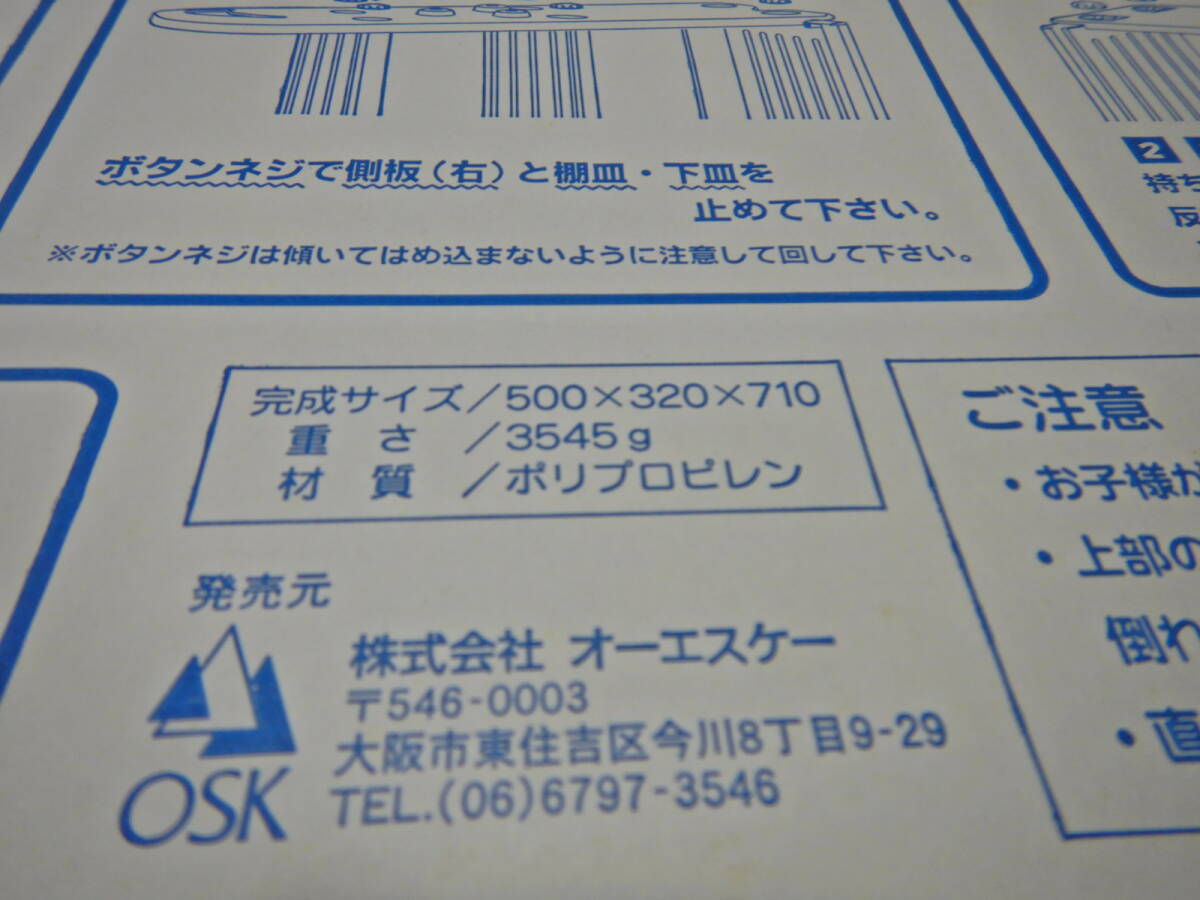 ボタンネジで側板(右)と棚皿・下皿を
止めて下さい。
※ボタンネジは傾いてはめ込まないように注意して回して下さい。
2
持ち
反
完成サイズ/500×320×710
重 さ /3545g
材 質 /ポリプロピレン
発売元
OSK
株式会社 オーエスケー
〒546-0003
大阪市東住吉区今川8丁目9-29
TEL.(06)6797-3546
ご注意
・お子様が
・上部の
倒れ
・直